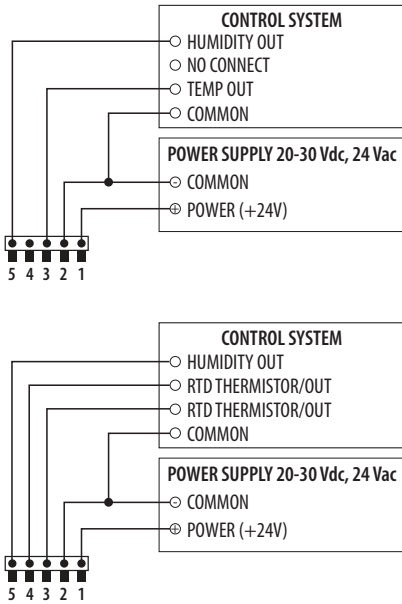 CONTROL SYSTEM
HUMIDITY OUT
NO CONNECT
TEMP OUT
COMMON
POWER SUPPLY 20-30 Vdc, 24 Vac
- COMMON
+ POWER (+24V)
5 4 3 2 1
CONTROL SYSTEM
HUMIDITY OUT
RTD THERMISTOR/OUT
RTD THERMISTOR/OUT
COMMON
POWER SUPPLY 20-30 Vdc, 24 Vac
- COMMON
+ POWER (+24V)
5 4 3 2 1